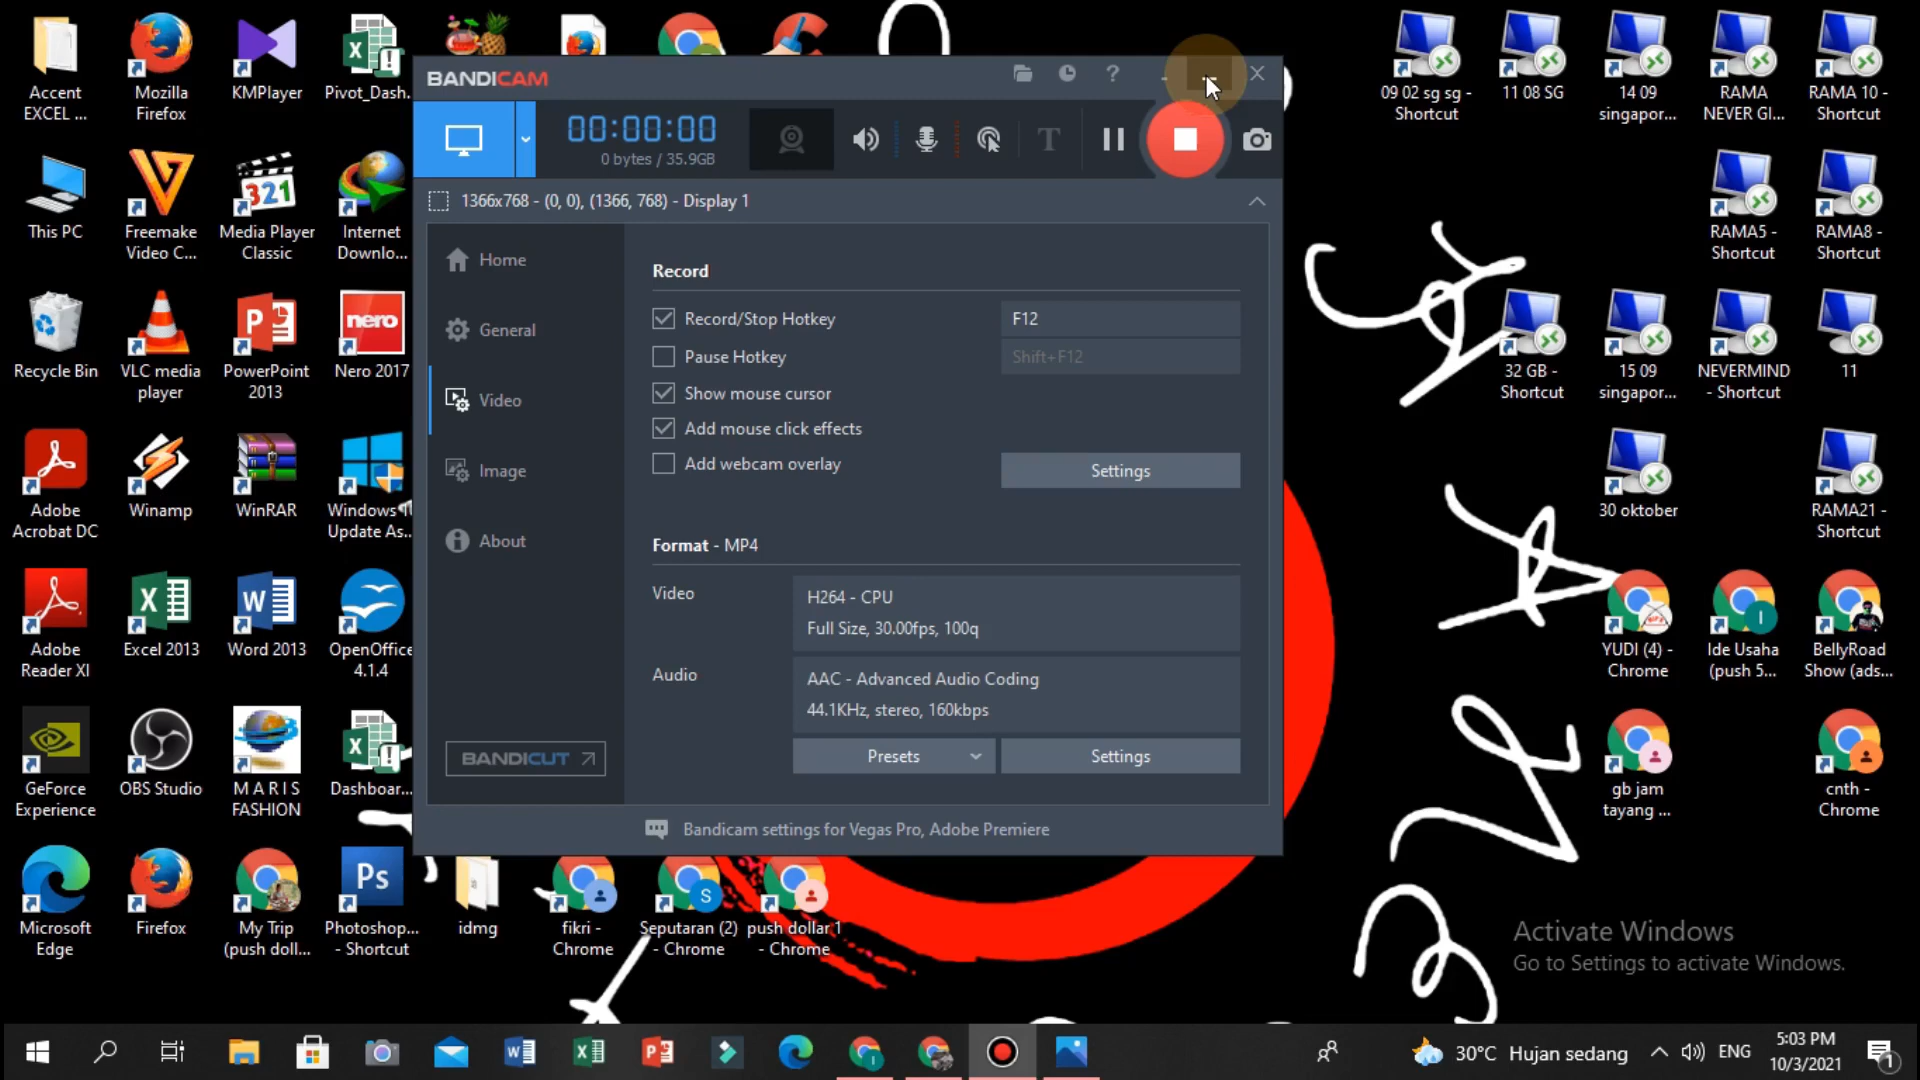 Accent
EXCEL ...
Mozilla
Firefox
KMPlayer
Pivot_Dash...
09 02 sg sg -
Shortcut
11 08 SG
14 09
singapor...
RAMA
NEVER GI...
RAMA 10 -
Shortcut
BANDICAM
?
00:00:00
0 bytes / 35.9GB
T
1366x768 - (0, 0), (1366, 768) - Display 1
This PC
Freemake
Video C...
321
Media Player
Classic
Internet
Downlo...
RAMA5 -
Shortcut
RAMA8 -
Shortcut
Home
General
Video
Image
About
BANDICUT
Record
Record/Stop Hotkey
F12
Pause Hotkey
Shift+F12
Show mouse cursor
Add mouse click effects
Add webcam overlay
Settings
Format - MP4
Video
H264 - CPU
Full Size, 30.00fps, 100q
Audio
AAC - Advanced Audio Coding
44.1KHz, stereo, 160kbps
Presets
Settings
Bandicam settings for Vegas Pro, Adobe Premiere
Recycle Bin
VLC media
player
PowerPoint
2013
nero
Nero 2017
32 GB -
Shortcut
15 09
singapor...
NEVERMIND
- Shortcut
11
Adobe
Acrobat DC
Winamp
WinRAR
Windows
Update As...
30 oktober
RAMA21 -
Shortcut
Adobe
Reader XI
Excel 2013
Word 2013
OpenOffice
4.1.4
YUDI (4) -
Chrome
Ide Usaha
(push 5...
BellyRoad
Show (ads...
GeForce
Experience
OBS Studio
M A R I S
FASHION
Dashboar...
gb jam
tayang ...
cnth -
Chrome
Microsoft
Edge
Firefox
My Trip
(push doll...
Ps
Photoshop...
- Shortcut
idmg
fikri -
Chrome
S
Seputaran (2)
- Chrome
push dollar 1
- Chrome
Activate Windows
Go to Settings to activate Windows.
30°C Hujan sedang
ENG
5:03 PM
10/3/2021
1